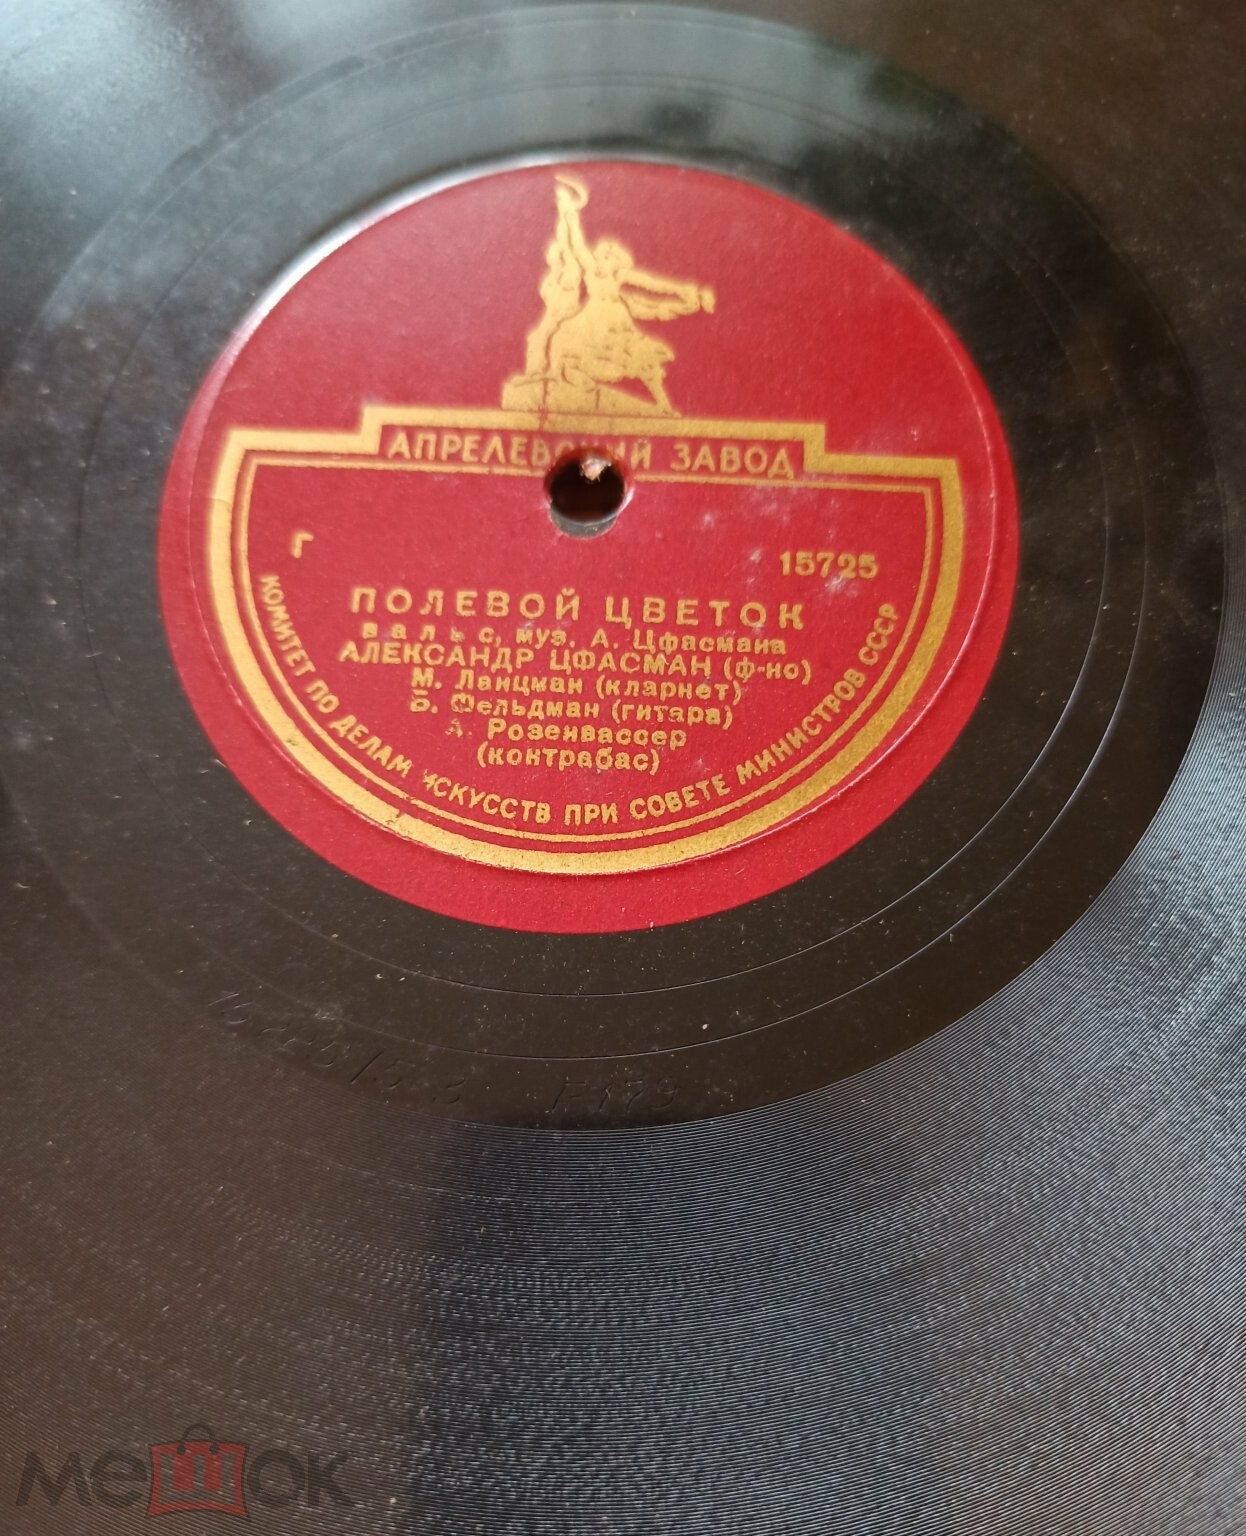 АПРЕЛЕВСКИЙ ЗАВОД
Г 15725
ПОЛЕВОЙ ЦВЕТОК
вальс, муз. А. Цфасмана
АЛЕКСАНДР ЦФАСМАН (ф-но)
М. Ланцман (кларнет)
Б. Фельдман (гитара)
А. Розенвассер
(контрабас)
КОМИТЕТ ПО ДЕЛАМ ИСКУССТВ ПРИ СОВЕТЕ МИНИСТРОВ СССР
Г179
мешок